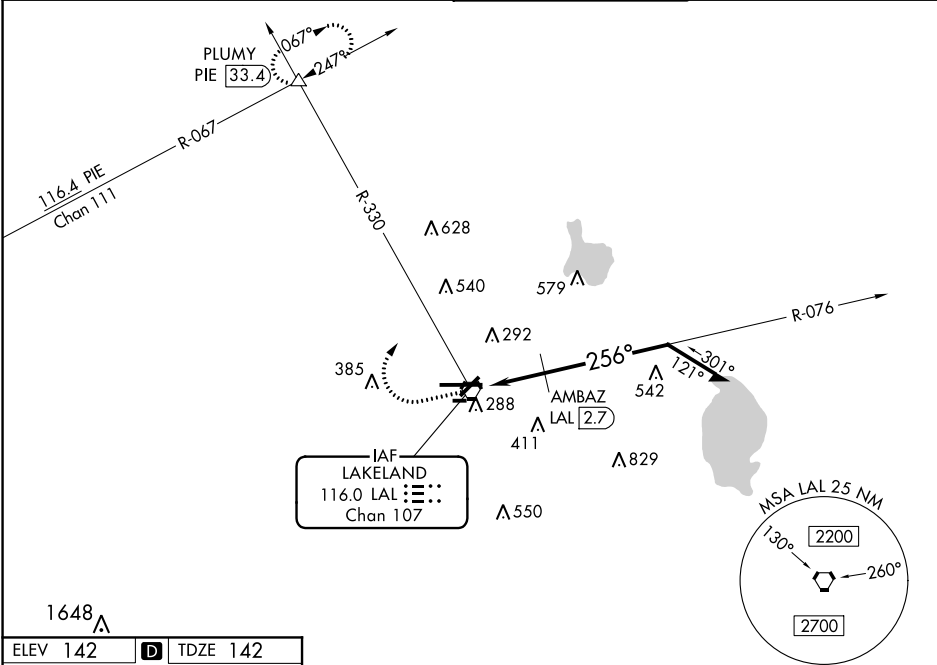 067°
247°
PLUMY
PIE 33.4
R-067
116.4 PIE
Chan 111
R-330
628
540
579
292
R-076
385
256°
301°
121°
288
AMBAZ
LAL 2.7
542
411
829
IAF
LAKELAND
116.0 LAL
Chan 107
550
MSA LAL 25 NM
2200
130°
260°
2700
1648
ELEV 142 D TDZE 142